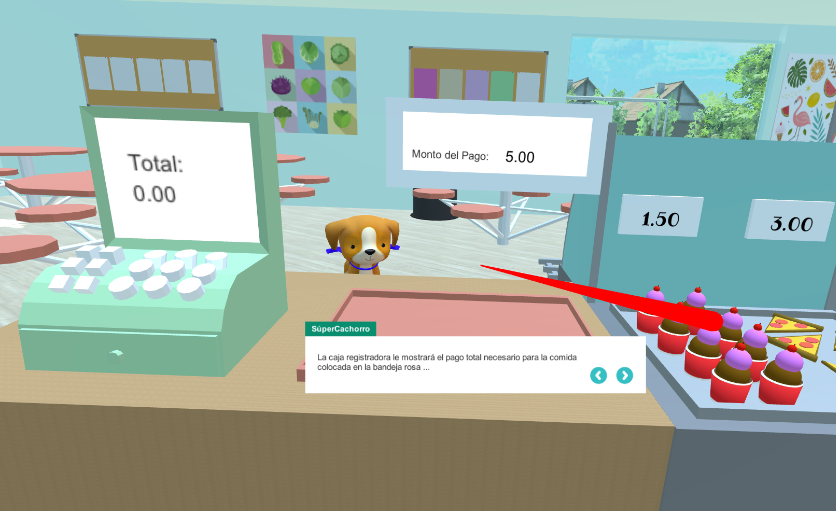 Total:
0.00
Monto del Pago: 5.00
1.50
3.00
SúperCachorro
La caja registradora le mostrará el pago total necesario para la comida
colocada en la bandeja rosa ...